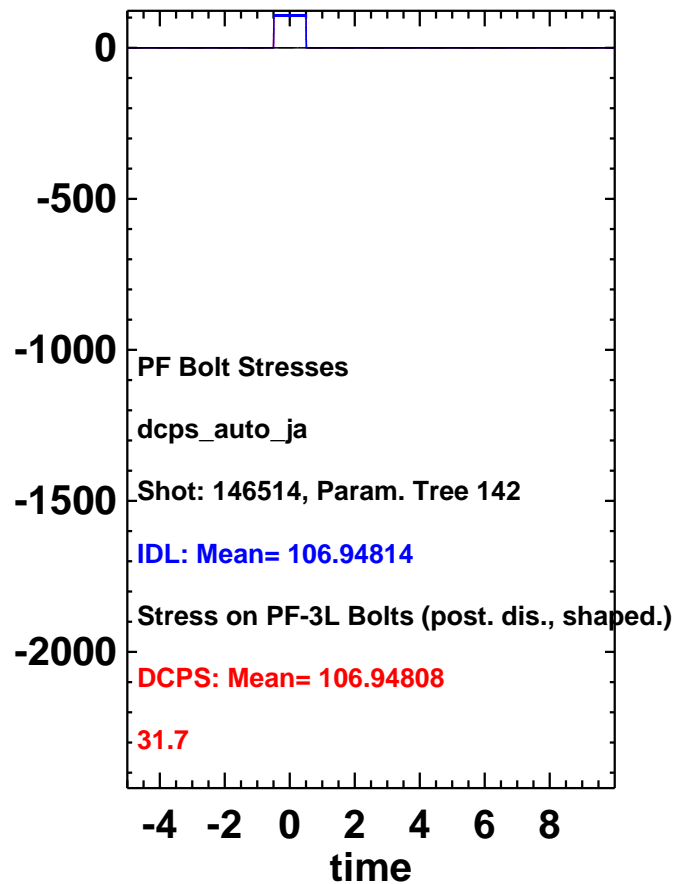 0
-500
-1000
PF Bolt Stresses
dcps_auto_ja
-1500
Shot: 146514, Param. Tree 142
IDL: Mean= 106.94814
Stress on PF-3L Bolts (post. dis., shaped.)
-2000
DCPS: Mean= 106.94808
31.7
-4 -2 0 2 4 6 8
time